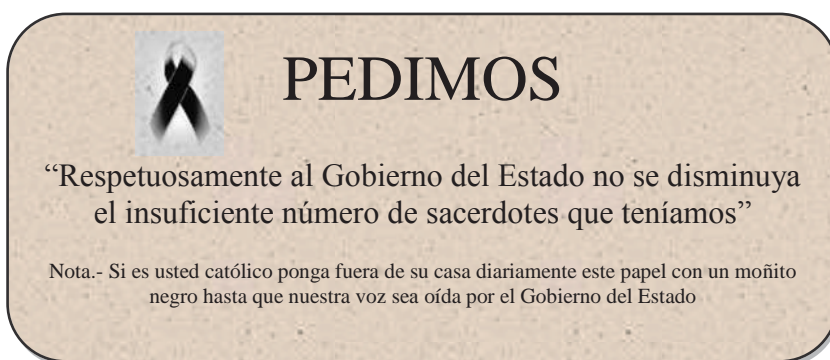 PEDIMOS
“Respetuosamente al Gobierno del Estado no se disminuya
el insuficiente número de sacerdotes que teníamos”
Nota.- Si es usted católico ponga fuera de su casa diariamente este papel con un moñito
negro hasta que nuestra voz sea oída por el Gobierno del Estado